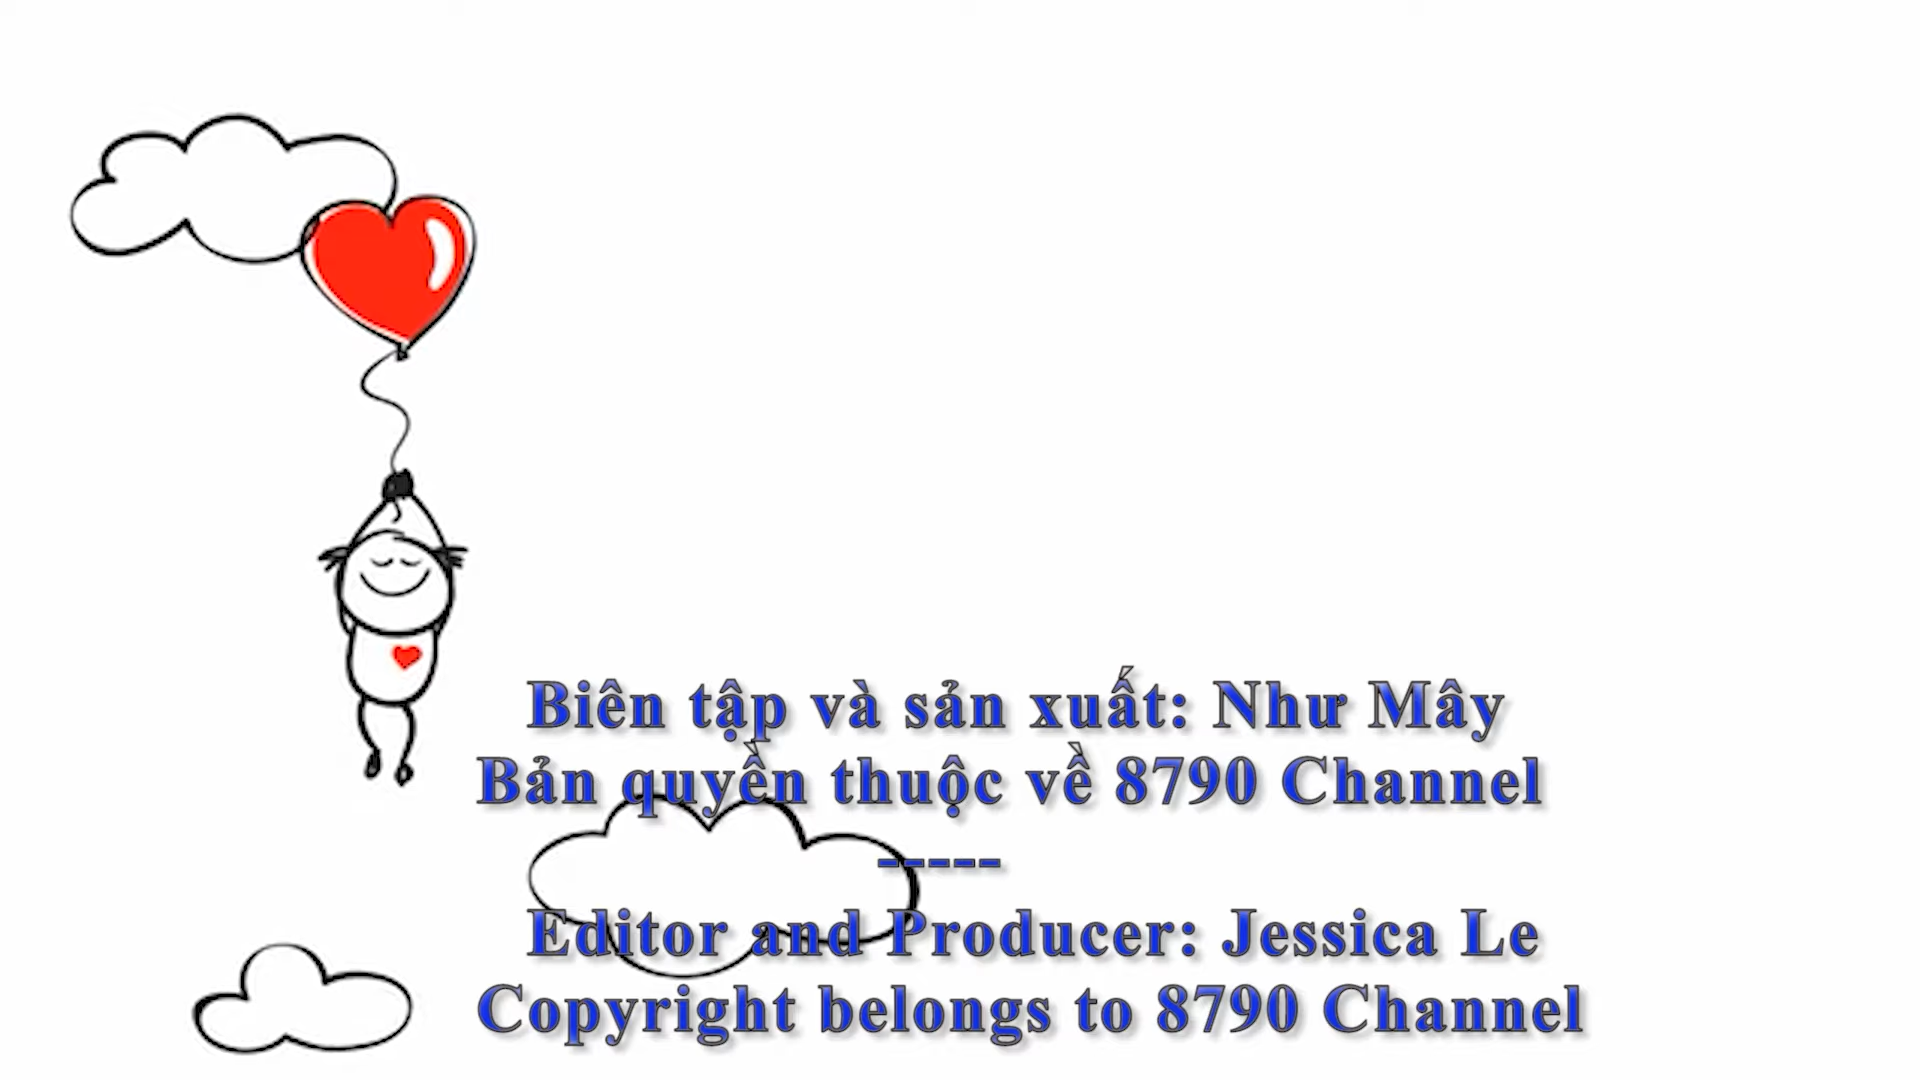 Biên tập và sản xuất: Như Mây
Bản quyền thuộc về 8790 Channel
-----
Editor and Producer: Jessica Le
Copyright belongs to 8790 Channel